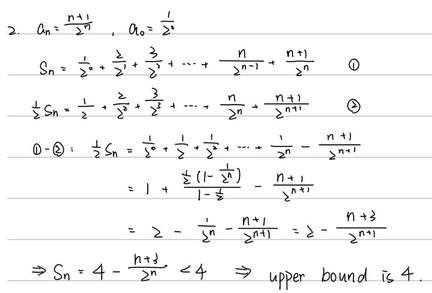 2. aₙ = (n+1)/2ⁿ , a₀ = 1/2⁰
Sₙ = 1/2⁰ + 2/2¹ + 3/2² + ⋯ + n/2ⁿ⁻¹ + (n+1)/2ⁿ ①
½Sₙ = 1/2 + 2/2² + 3/2³ + ⋯ + n/2ⁿ + (n+1)/2ⁿ⁺¹ ②
①-②: ½Sₙ = 1/2⁰ + 1/2 + 1/2² + ⋯ + 1/2ⁿ - (n+1)/2ⁿ⁺¹
= 1 + ½(1 - 1/2ⁿ)/(1 - ½) - (n+1)/2ⁿ⁺¹
= 2 - 1/2ⁿ - (n+1)/2ⁿ⁺¹ = 2 - (n+3)/2ⁿ⁺¹
⇒ Sₙ = 4 - (n+3)/2ⁿ < 4 ⇒ upper bound is 4.